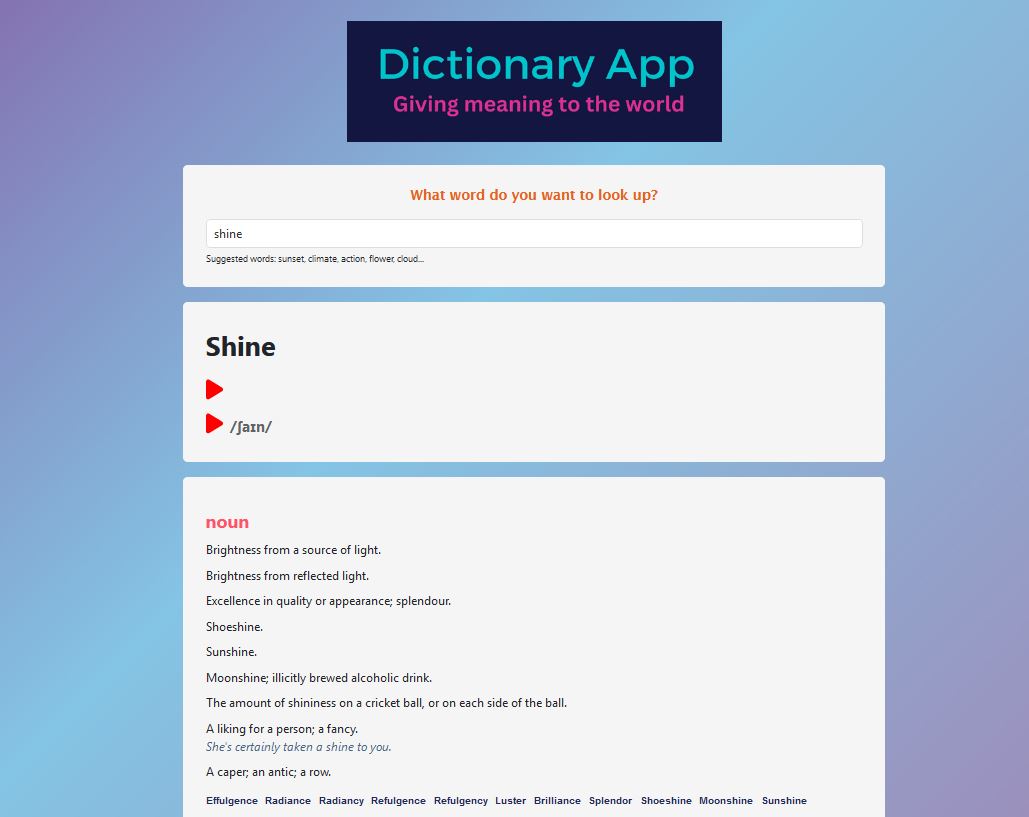 Dictionary App
Giving meaning to the world
What word do you want to look up?
shine
Suggested words: sunset, climate, action, flower, cloud...
Shine
/ʃaɪn/
noun
Brightness from a source of light.
Brightness from reflected light.
Excellence in quality or appearance; splendour.
Shoeshine.
Sunshine.
Moonshine; illicitly brewed alcoholic drink.
The amount of shininess on a cricket ball, or on each side of the ball.
A liking for a person; a fancy.
She's certainly taken a shine to you.
A caper; an antic; a row.
Effulgence Radiance Radiancy Refulgence Refulgency Luster Brilliance Splendor Shoeshine Moonshine Sunshine